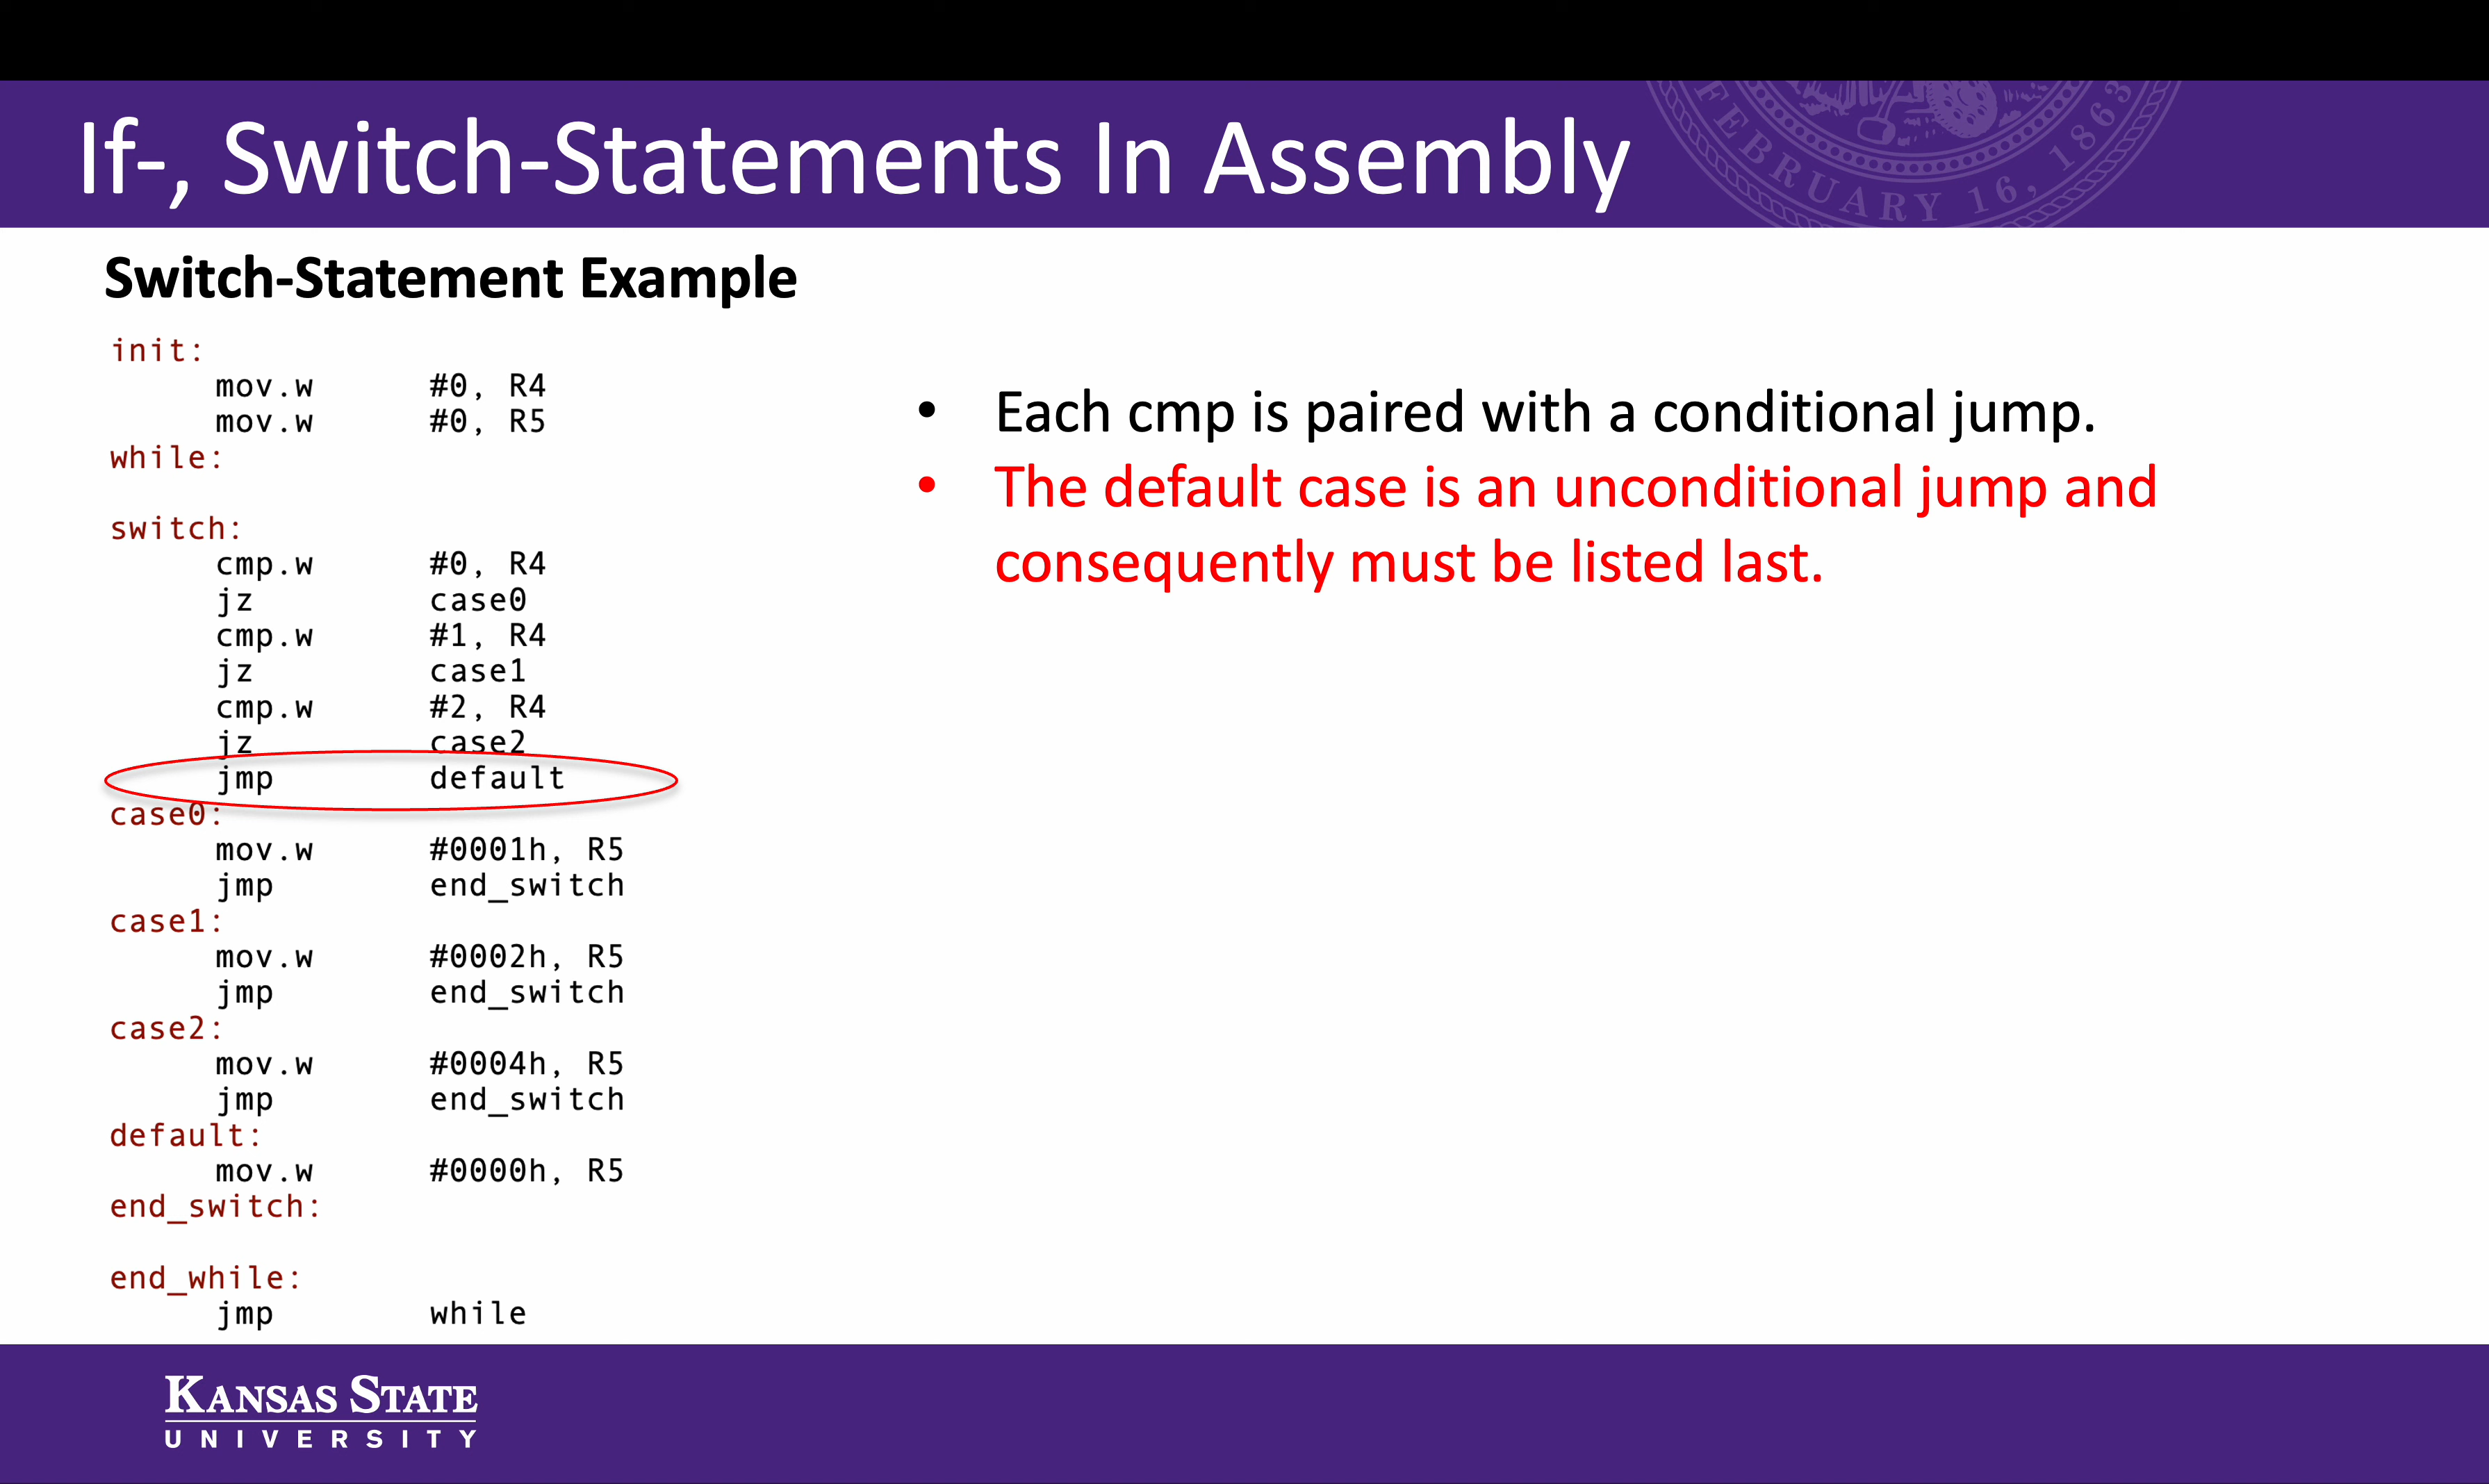 If-, Switch-Statements In Assembly
FEBRUARY 16, 1863
Switch-Statement Example
init:
mov.w #0, R4
mov.w #0, R5
while:
switch:
cmp.w #0, R4
jz case0
cmp.w #1, R4
jz case1
cmp.w #2, R4
jz case2
jmp default
case0:
mov.w #0001h, R5
jmp end_switch
case1:
mov.w #0002h, R5
jmp end_switch
case2:
mov.w #0004h, R5
jmp end_switch
default:
mov.w #0000h, R5
end_switch:
end_while:
jmp while
• Each cmp is paired with a conditional jump.
• The default case is an unconditional jump and
consequently must be listed last.
KANSAS STATE
UNIVERSITY